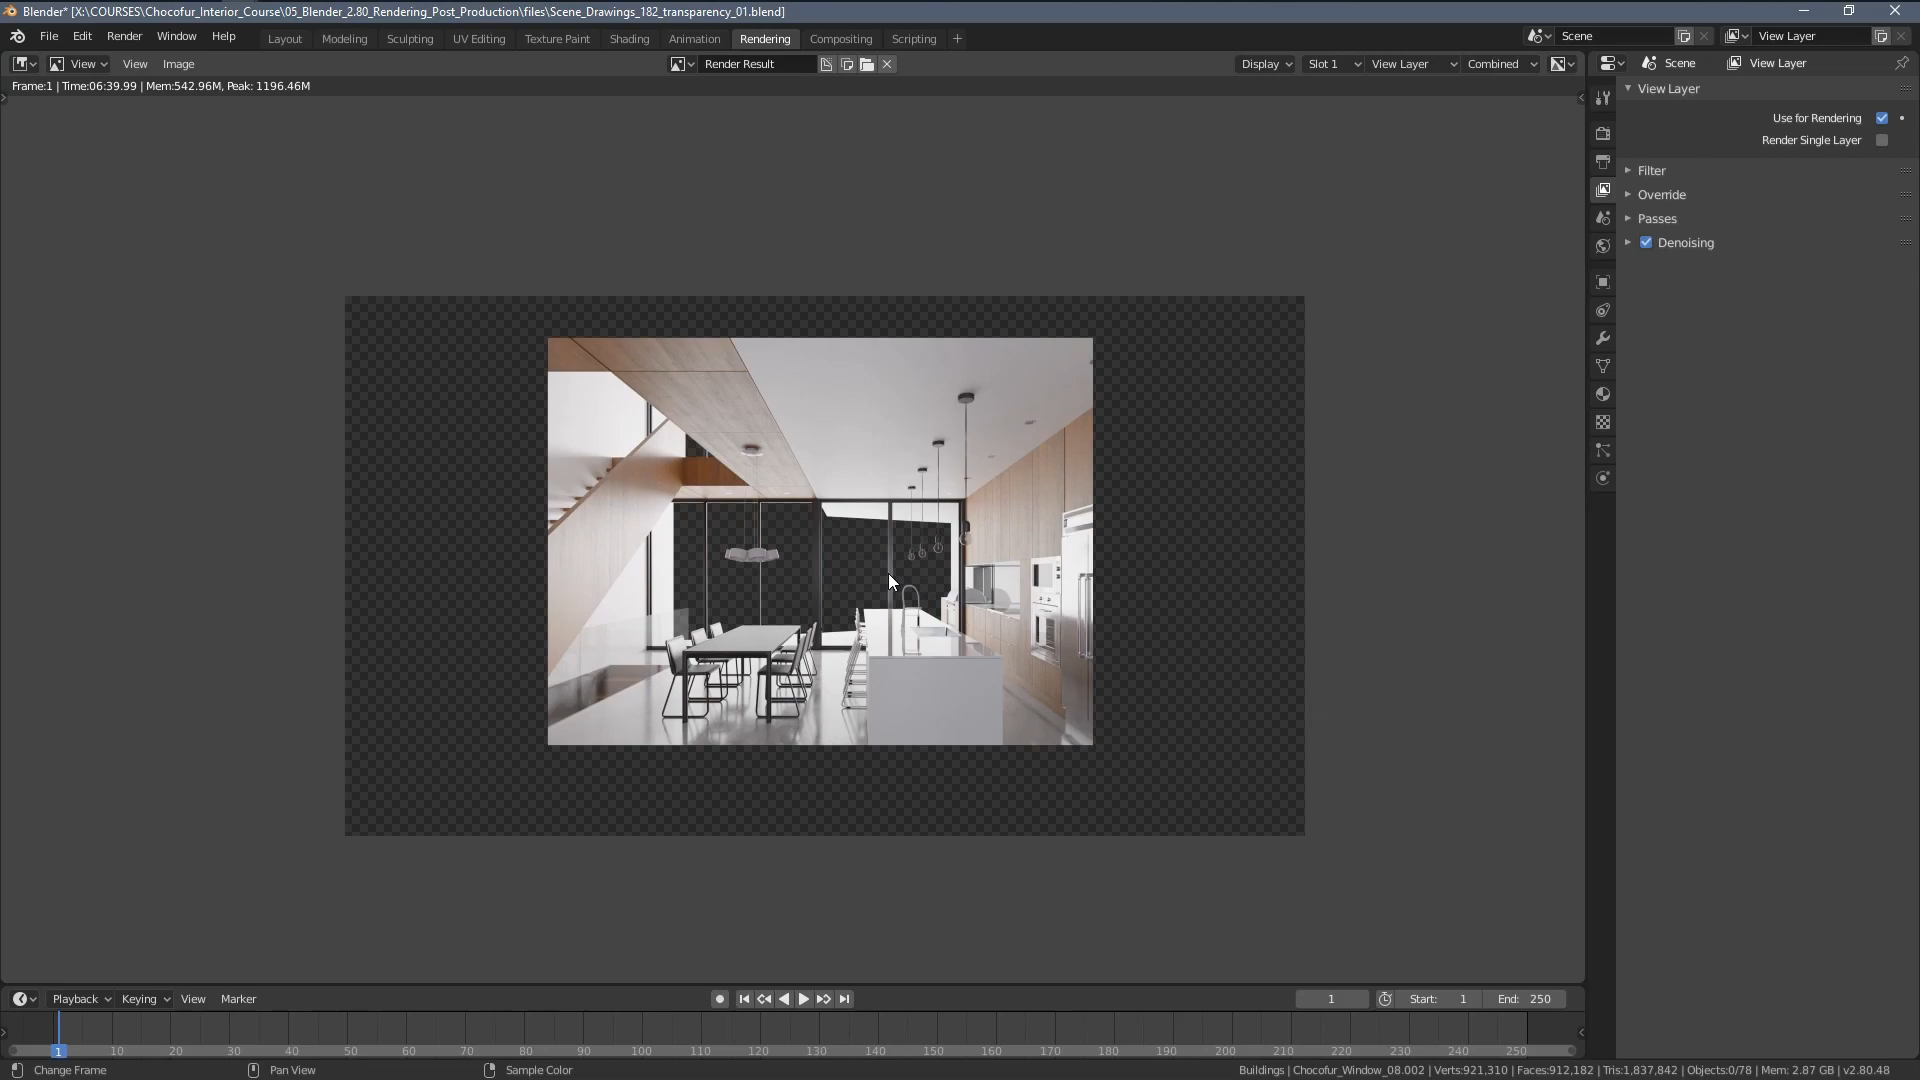 Blender* [X:\COURSES\Chocofur_Interior_Course\05_Blender_2.80_Rendering_Post_Production\files\Scene_Drawings_182_transparency_01.blend]
File Edit Render Window Help Layout Modeling Sculpting UV Editing Texture Paint Shading Animation Rendering Compositing Scripting + Scene View Layer
View View Image Render Result Display Slot 1 View Layer Combined Scene View Layer
Frame:1 | Time:06:39.99 | Mem:542.96M, Peak: 1196.46M
View Layer
Use for Rendering
Render Single Layer
Filter
Override
Passes
Denoising
Playback Keying View Marker 1 Start: 1 End: 250
1 10 20 30 40 50 60 70 80 90 100 110 120 130 140 150 160 170 180 190 200 210 220 230 240 250
Change Frame Pan View Sample Color Buildings | Chocofur_Window_08.002 | Verts:921,310 | Faces:912,182 | Tris:1,837,842 | Objects:0/78 | Mem: 2.87 GB | v2.80.48